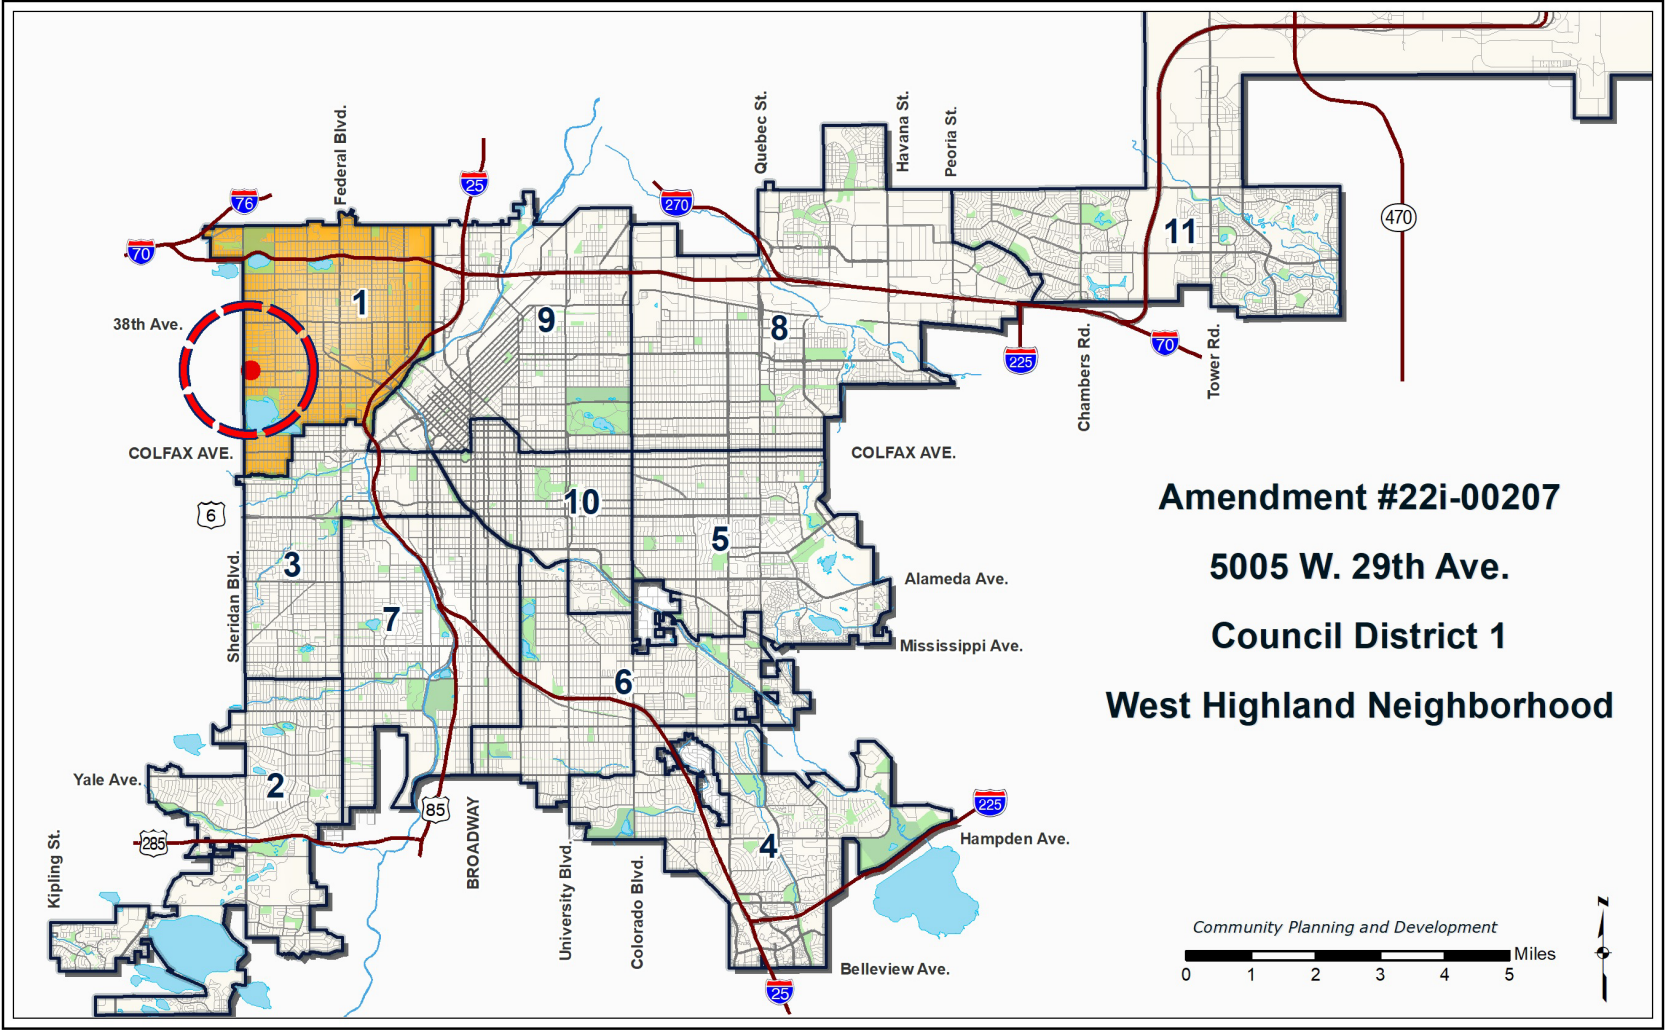 Federal Blvd.
Quebec St.
Havana St.
Peoria St.
76
25
270
70
470
11
1
38th Ave.
9
8
225
70
Chambers Rd.
Tower Rd.
COLFAX AVE.
COLFAX AVE.
6
10
5
3
Sheridan Blvd.
7
Alameda Ave.
Mississippi Ave.
6
Amendment #22i-00207
5005 W. 29th Ave.
Council District 1
West Highland Neighborhood
Yale Ave.
2
85
285
BROADWAY
Kipling St.
University Blvd.
Colorado Blvd.
4
225
Hampden Ave.
Belleview Ave.
25
Community Planning and Development
Miles
0 1 2 3 4 5
N